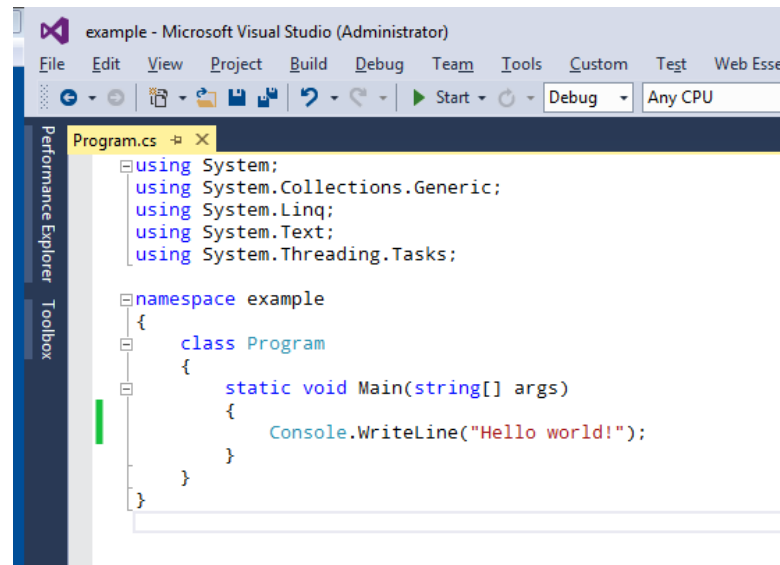 example - Microsoft Visual Studio (Administrator)
File Edit View Project Build Debug Team Tools Custom Test Web Esse
Start Debug Any CPU
Performance Explorer
Toolbox
Program.cs
using System;
using System.Collections.Generic;
using System.Linq;
using System.Text;
using System.Threading.Tasks;
namespace example
{
class Program
{
static void Main(string[] args)
{
Console.WriteLine("Hello world!");
}
}
}